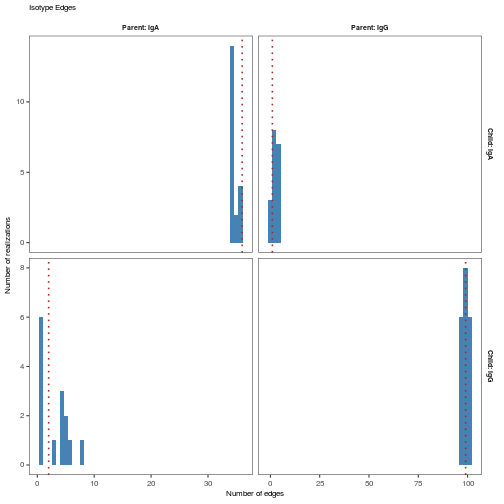 Isotype Edges
Parent: IgA
Parent: IgG
Child: IgA
Child: IgG
Number of realizations
10
5
0
8
6
4
2
0
0
10
20
30
0
25
50
75
100
Number of edges